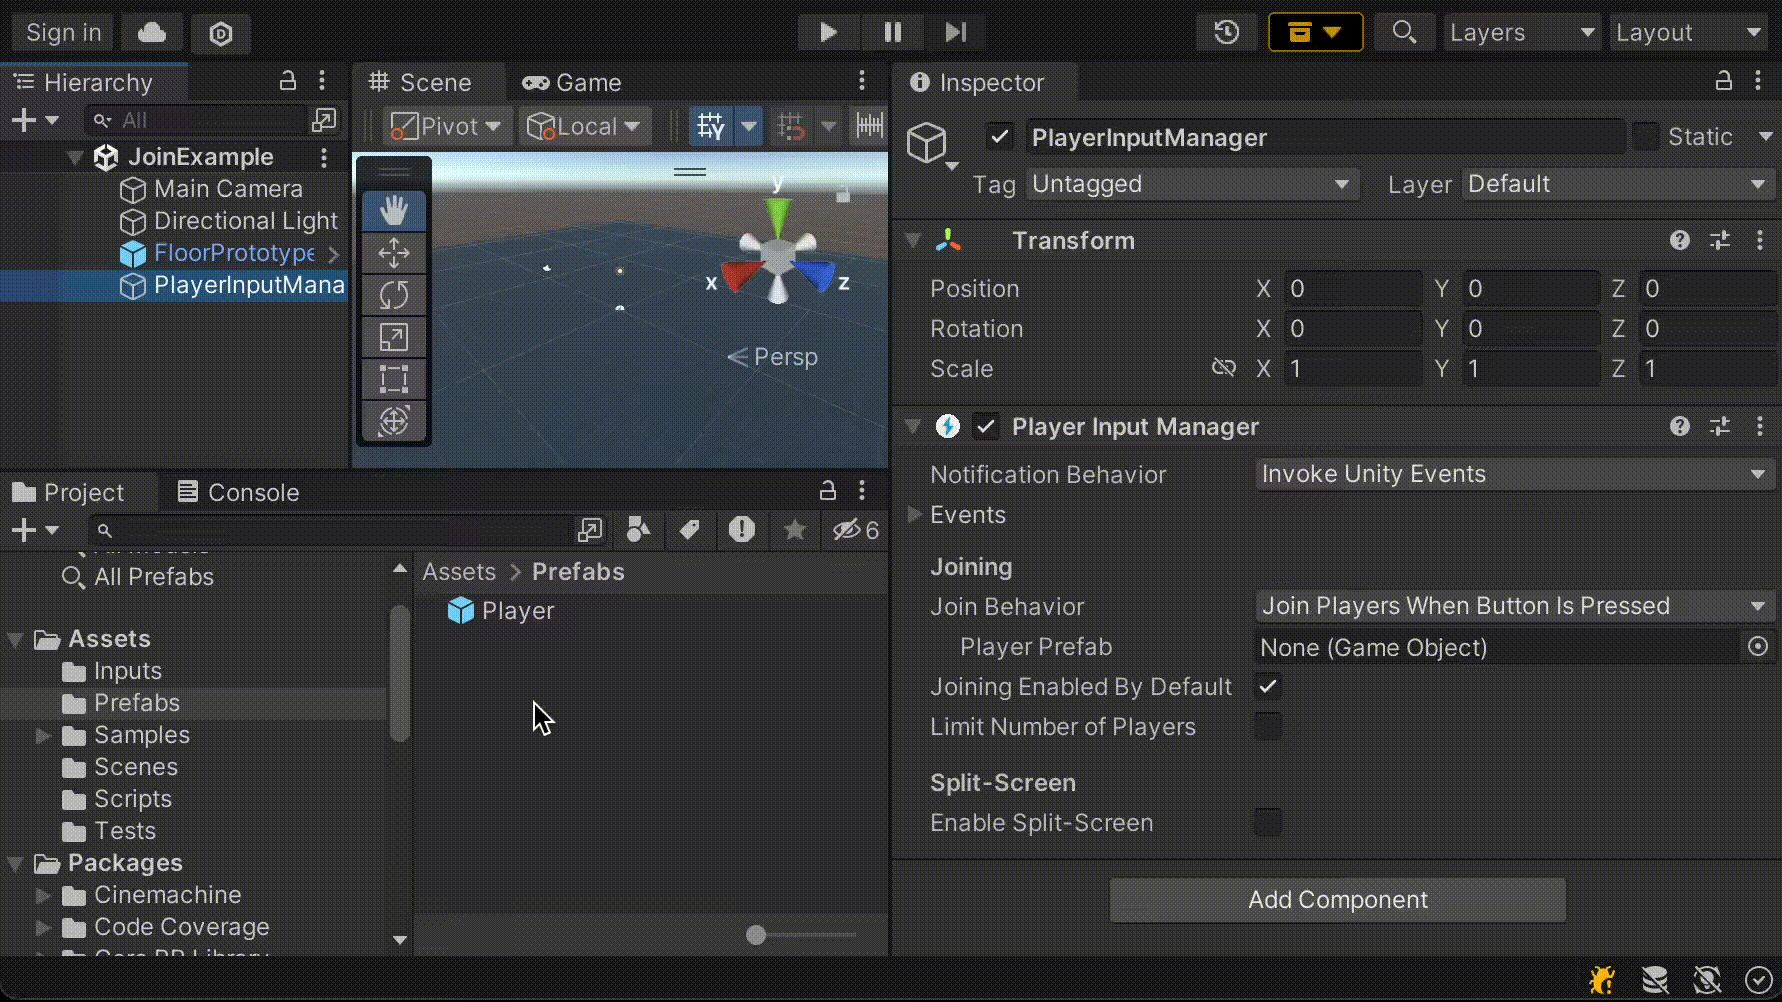 Sign in
Layers
Layout
Hierarchy
All
JoinExample
Main Camera
Directional Light
FloorPrototype
PlayerInputMana
Scene
Game
Pivot
Local
y
x
z
Persp
Project
Console
6
All Prefabs
Assets
Inputs
Prefabs
Samples
Scenes
Scripts
Tests
Packages
Cinemachine
Code Coverage
Assets > Prefabs
Player
Inspector
PlayerInputManager
Static
Tag Untagged
Layer Default
Transform
Position X 0 Y 0 Z 0
Rotation X 0 Y 0 Z 0
Scale X 1 Y 1 Z 1
Player Input Manager
Notification Behavior Invoke Unity Events
Events
Joining
Join Behavior Join Players When Button Is Pressed
Player Prefab None (Game Object)
Joining Enabled By Default
Limit Number of Players
Split-Screen
Enable Split-Screen
Add Component